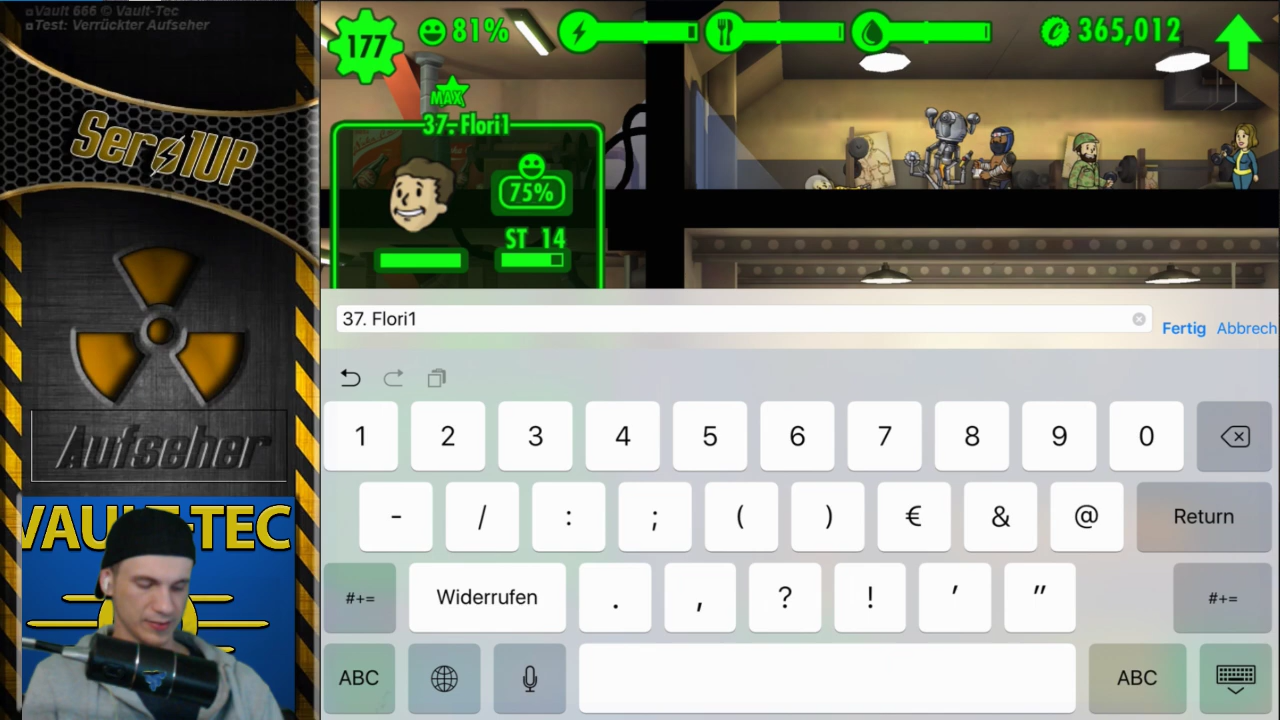 Vault 666 © Vault-Tec
Test: Verrückter Aufseher
Ser1UP
Aufseher
VAULT-TEC
177
81%
365,012
MAX
37. Flori1
75%
ST 14
37. Flori1
Fertig Abbrech
1 2 3 4 5 6 7 8 9 0
- / : ; ( ) € & @ Return
#+= Widerrufen . , ? ! ' " #+=
ABC ABC